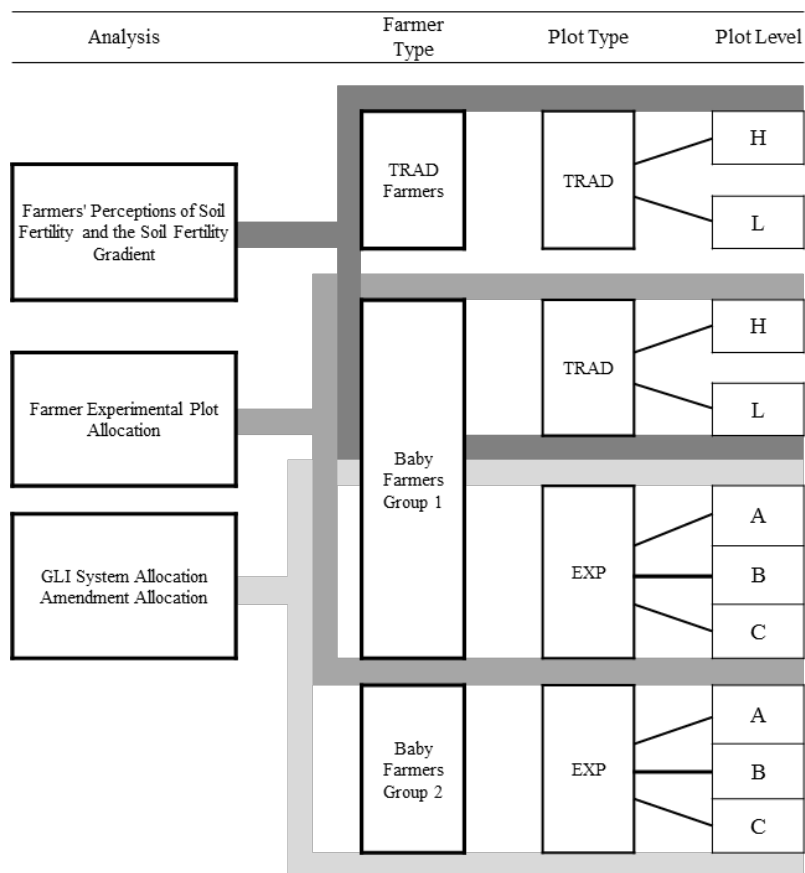 Analysis
Farmer
Type
Plot Type
Plot Level
Farmers' Perceptions of Soil
Fertility and the Soil Fertility
Gradient
Farmer Experimental Plot
Allocation
GLI System Allocation
Amendment Allocation
TRAD
Farmers
TRAD
H
L
Baby
Farmers
Group 1
TRAD
H
L
EXP
A
B
C
Baby
Farmers
Group 2
EXP
A
B
C